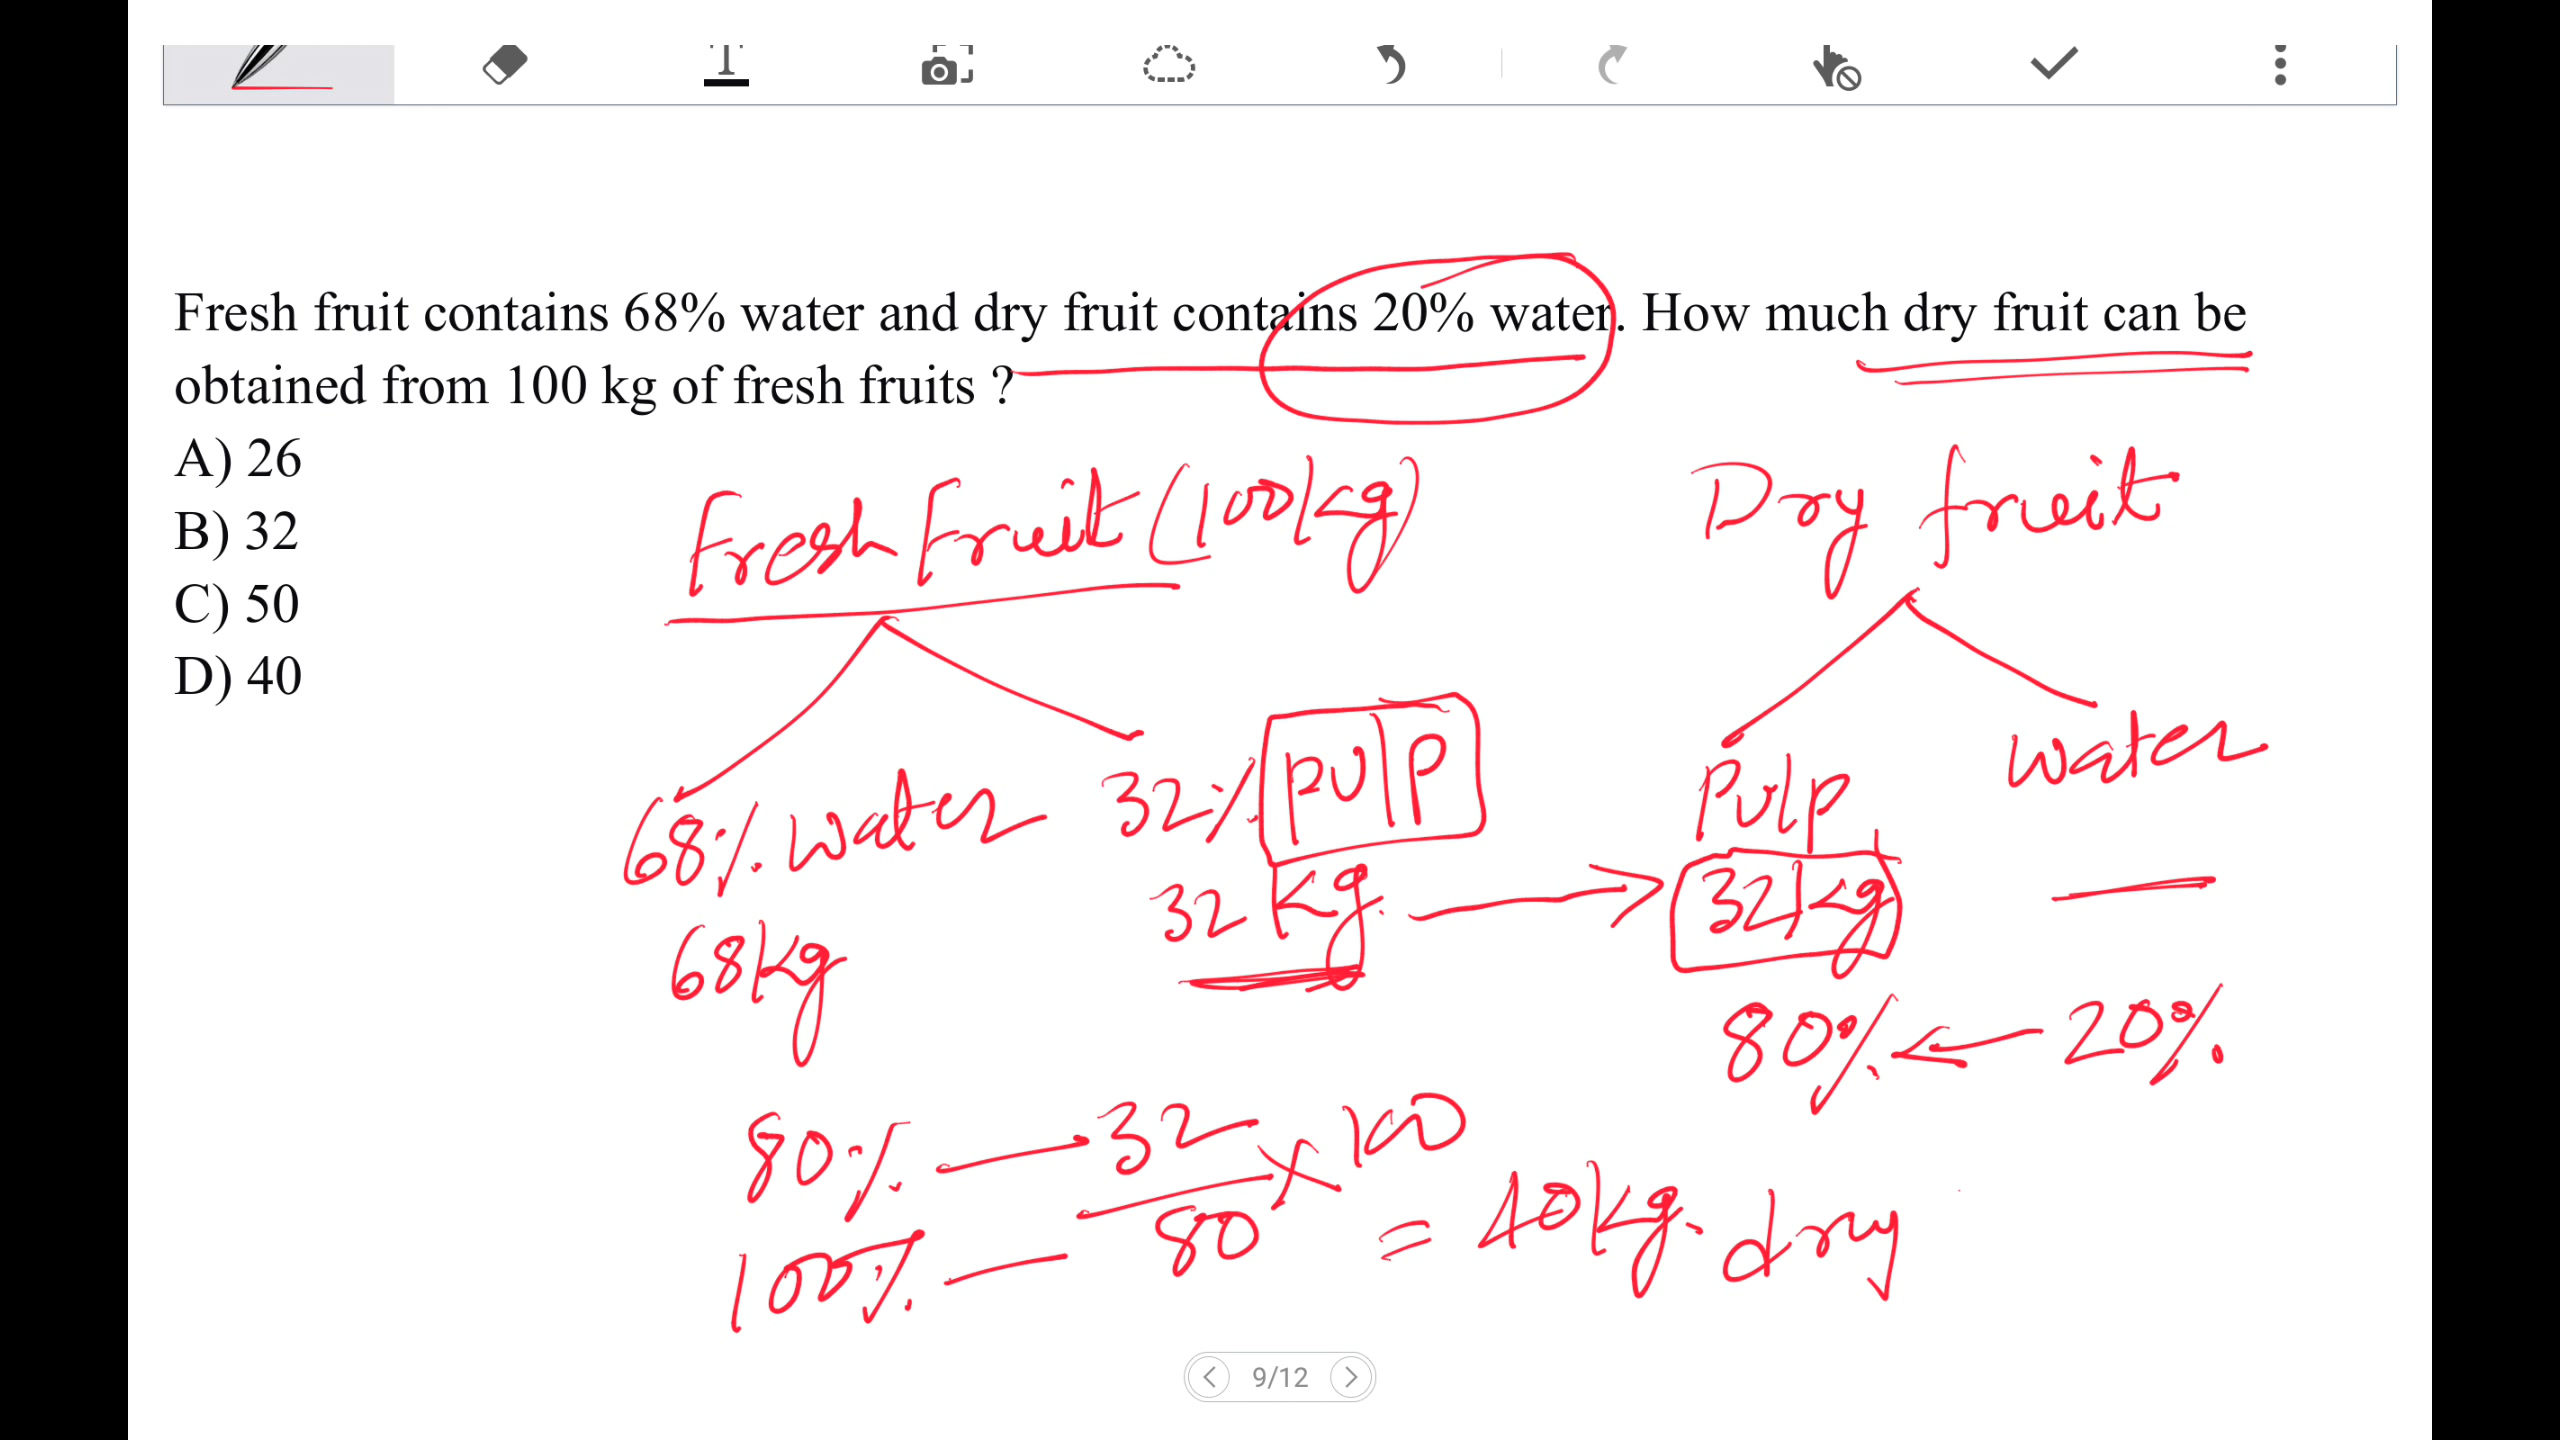 Fresh fruit contains 68% water and dry fruit contains 20% water. How much dry fruit can be
obtained from 100 kg of fresh fruits ?
A) 26
B) 32
C) 50
D) 40
Fresh Fruit (100kg)
68% water 32% pulp
68kg 32 kg
Dry fruit
Pulp water
32kg —
80% ← 20%
80% — 32/80 × 100
100% —
= 40kg. dry
9/12